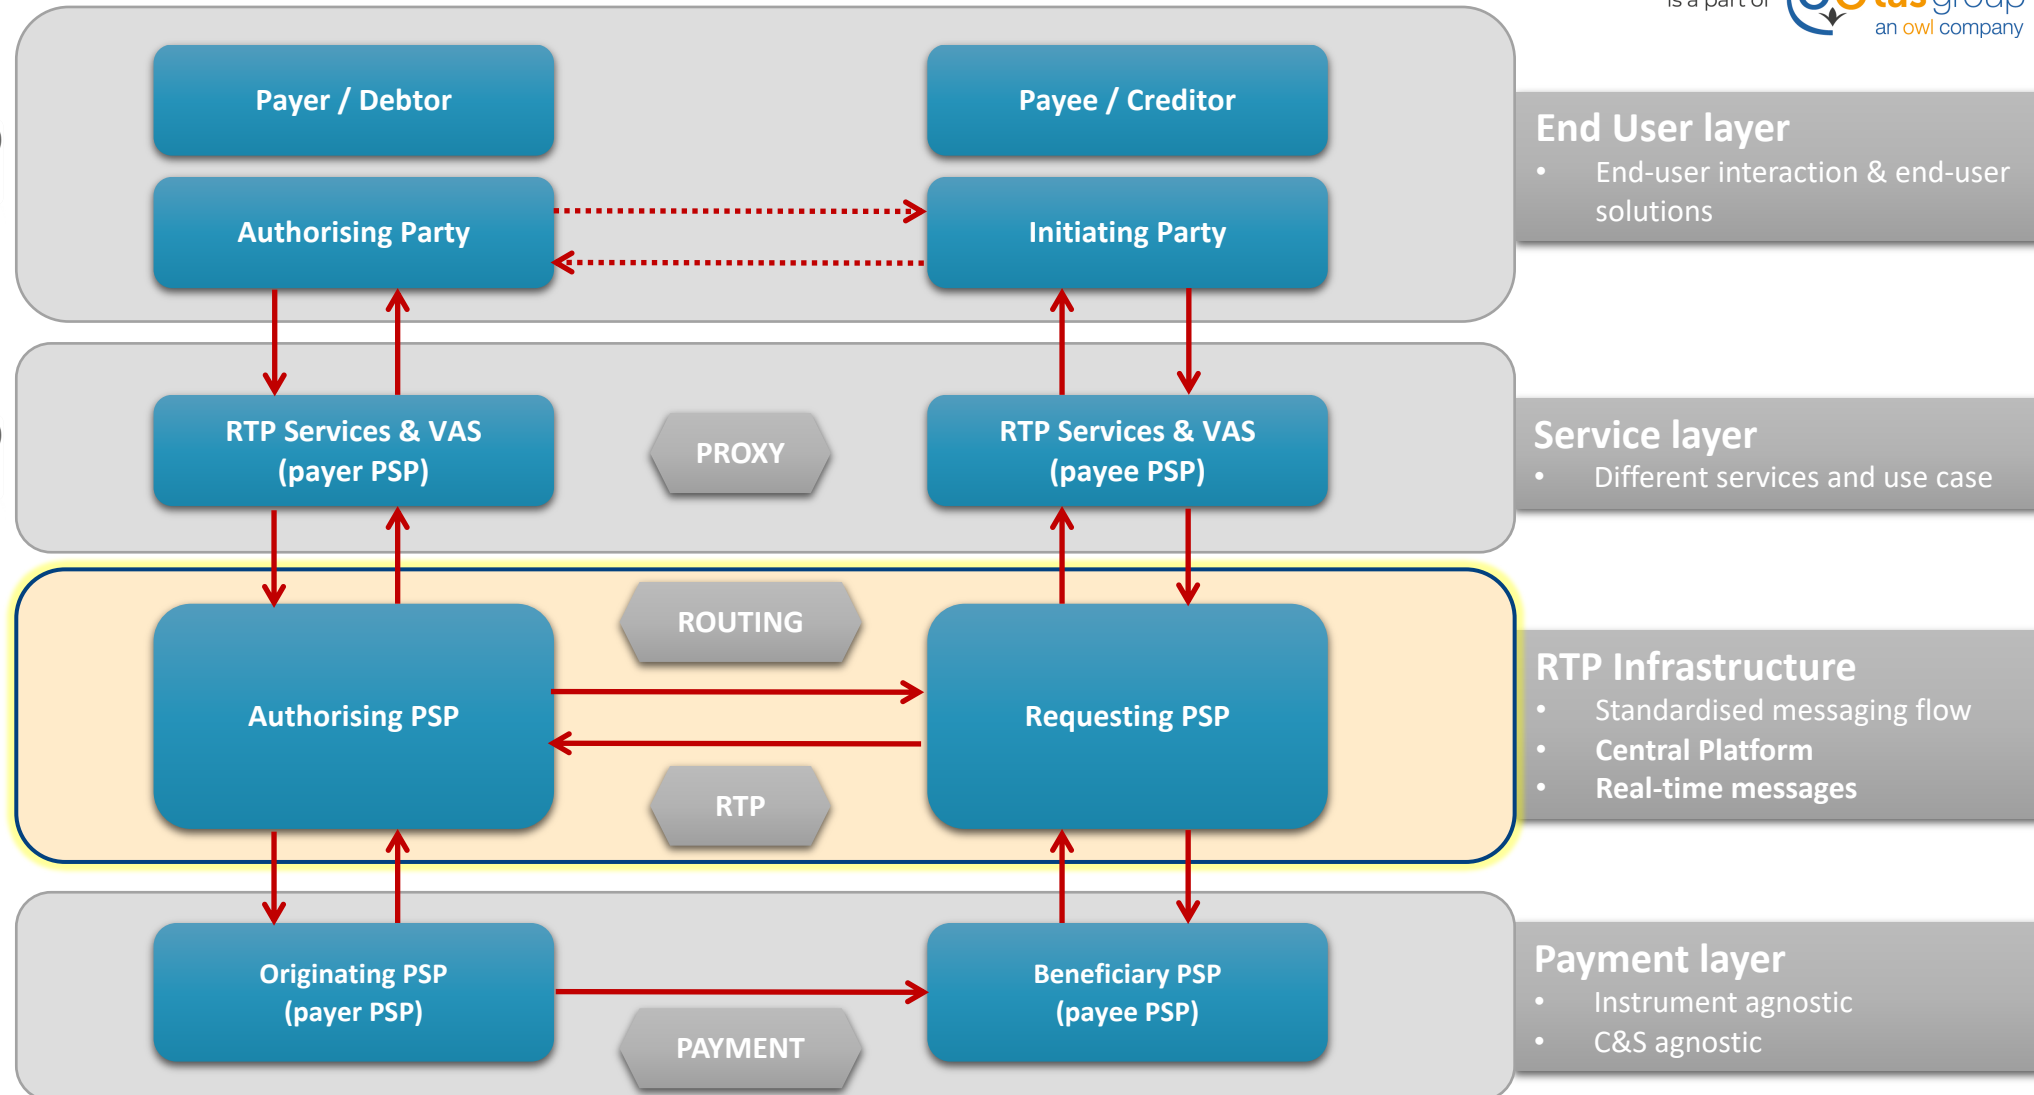 is a part of
group
an owl company
Payer / Debtor
Payee / Creditor
End User layer
• End-user interaction & end-user
solutions
Authorising Party
Initiating Party
RTP Services & VAS
(payer PSP)
PROXY
RTP Services & VAS
(payee PSP)
Service layer
• Different services and use case
ROUTING
Authorising PSP
Requesting PSP
RTP
RTP Infrastructure
• Standardised messaging flow
• Central Platform
• Real-time messages
Originating PSP
(payer PSP)
Beneficiary PSP
(payee PSP)
PAYMENT
Payment layer
• Instrument agnostic
• C&S agnostic